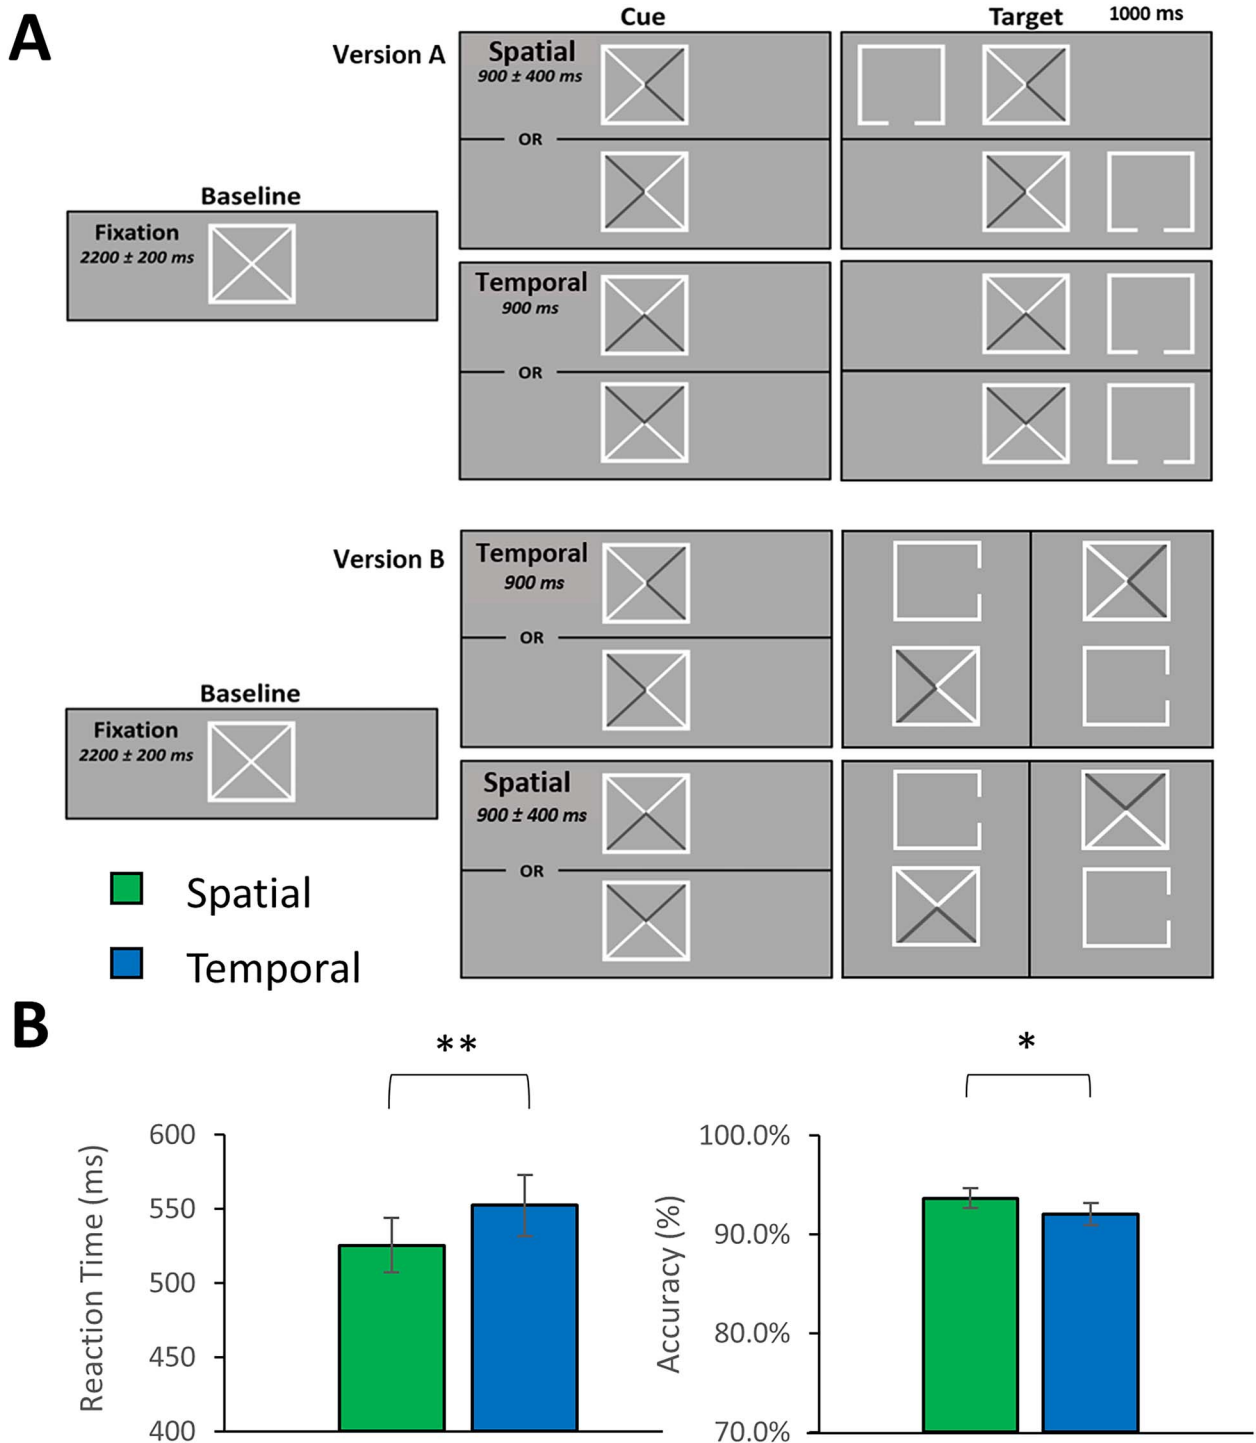 A
Cue
Target
1000 ms
Version A
Spatial
900 ± 400 ms
OR
Baseline
Fixation
2200 ± 200 ms
Temporal
900 ms
OR
Version B
Temporal
900 ms
OR
Baseline
Fixation
2200 ± 200 ms
Spatial
900 ± 400 ms
OR
Spatial
Temporal
B
**
600
550
500
450
400
Reaction Time (ms)
*
100.0%
90.0%
80.0%
70.0%
Accuracy (%)